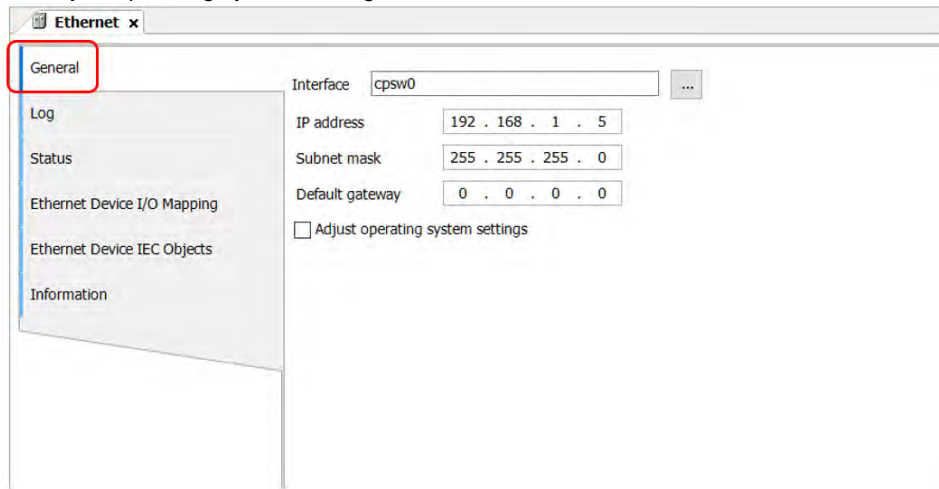 Ethernet x
General
Log
Status
Ethernet Device I/O Mapping
Ethernet Device IEC Objects
Information
Interface cpsw0 ...
IP address 192 . 168 . 1 . 5
Subnet mask 255 . 255 . 255 . 0
Default gateway 0 . 0 . 0 . 0
Adjust operating system settings